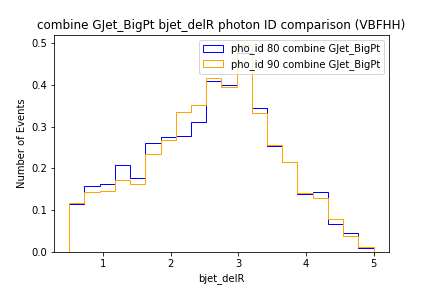 combine GJet_BigPt bjet_delR photon ID comparison (VBFHH)
pho_id 80 combine GJet_BigPt
pho_id 90 combine GJet_BigPt
Number of Events
0.5
0.4
0.3
0.2
0.1
0.0
1 2 3 4 5
bjet_delR